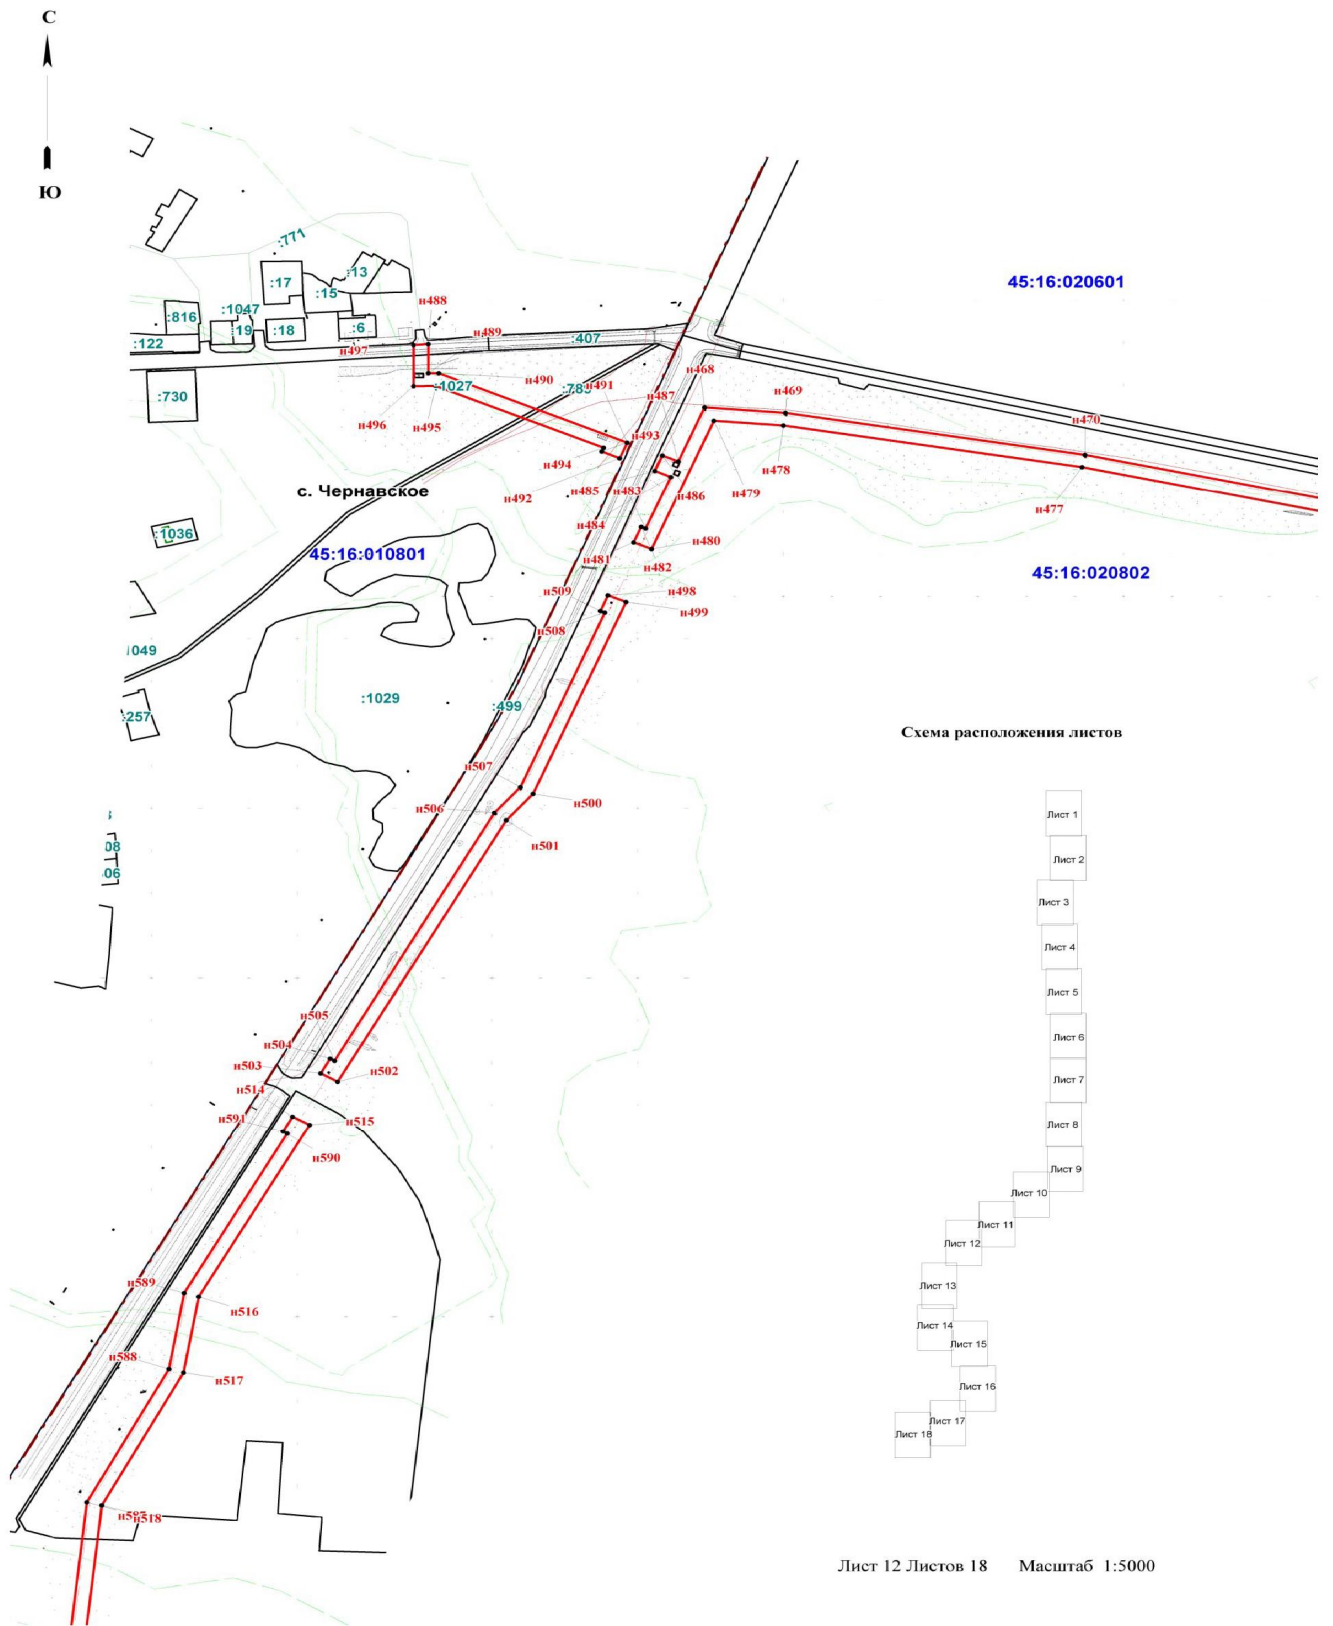 С
Ю
:771
:17
:13
:15
:816
:1047
:19
:18
:6
:122
:730
н488
н489
:407
н497
:1027
:785
н490
н491
н487
н468
н469
н470
н496
н495
н493
н494
н492
н485
н483
н486
н478
н479
н477
45:16:020601
с. Чернавское
:1036
45:16:010801
н484
н480
н481
н482
45:16:020802
н509
н498
н499
н508
:1029
:499
:257
н507
н500
н506
н501
Схема расположения листов
Лист 1
Лист 2
Лист 3
Лист 4
Лист 5
Лист 6
Лист 7
Лист 8
Лист 9
Лист 10
Лист 11
Лист 12
Лист 13
Лист 14
Лист 15
Лист 16
Лист 17
Лист 18
н505
н504
н503
н502
н514
н591
н515
н590
н589
н516
н588
н517
н587
н518
Лист 12 Листов 18 Масштаб 1:5000